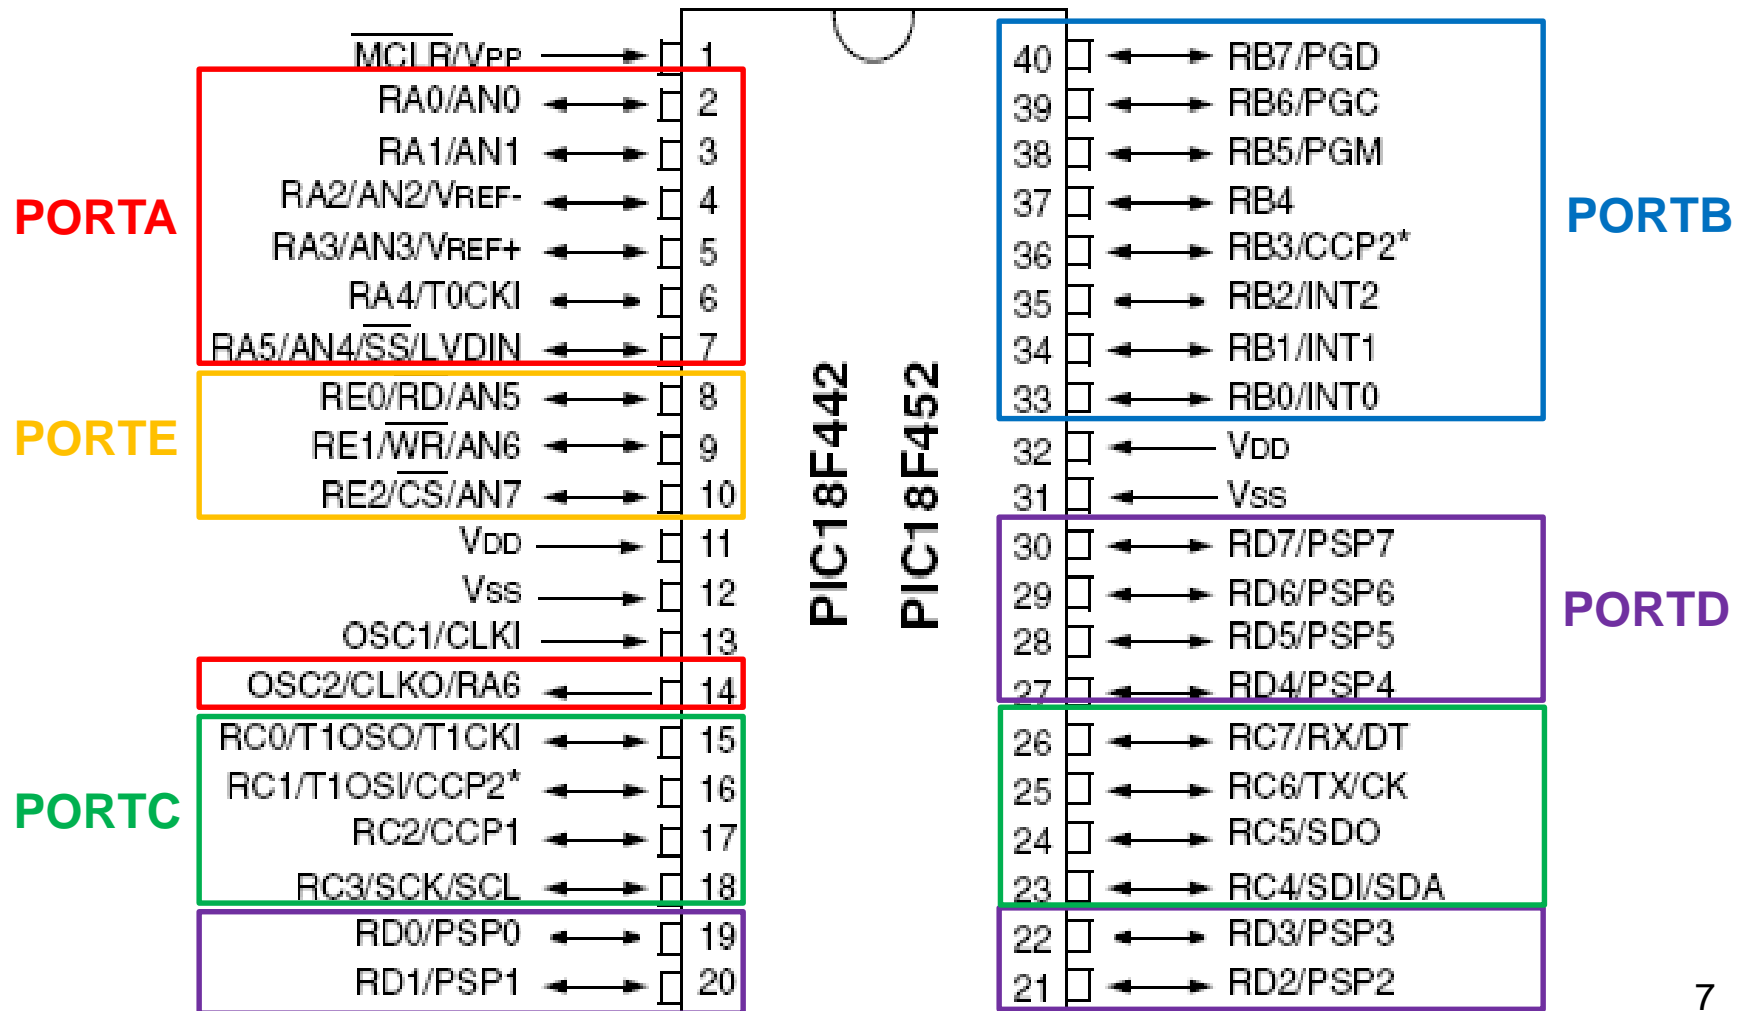 MCLR/VPP 1
RA0/AN0 2
RA1/AN1 3
RA2/AN2/VREF- 4
RA3/AN3/VREF+ 5
RA4/T0CKI 6
RA5/AN4/SS/LVDIN 7
RE0/RD/AN5 8
RE1/WR/AN6 9
RE2/CS/AN7 10
VDD 11
VSS 12
OSC1/CLKI 13
OSC2/CLKO/RA6 14
RC0/T1OSO/T1CKI 15
RC1/T1OSI/CCP2* 16
RC2/CCP1 17
RC3/SCK/SCL 18
RD0/PSP0 19
RD1/PSP1 20
PORTA
PORTE
PORTC
PIC18F442
PIC18F452
40 RB7/PGD
39 RB6/PGC
38 RB5/PGM
37 RB4
36 RB3/CCP2*
35 RB2/INT2
34 RB1/INT1
33 RB0/INT0
32 VDD
31 VSS
30 RD7/PSP7
29 RD6/PSP6
28 RD5/PSP5
27 RD4/PSP4
26 RC7/RX/DT
25 RC6/TX/CK
24 RC5/SDO
23 RC4/SDI/SDA
22 RD3/PSP3
21 RD2/PSP2
PORTB
PORTD
7